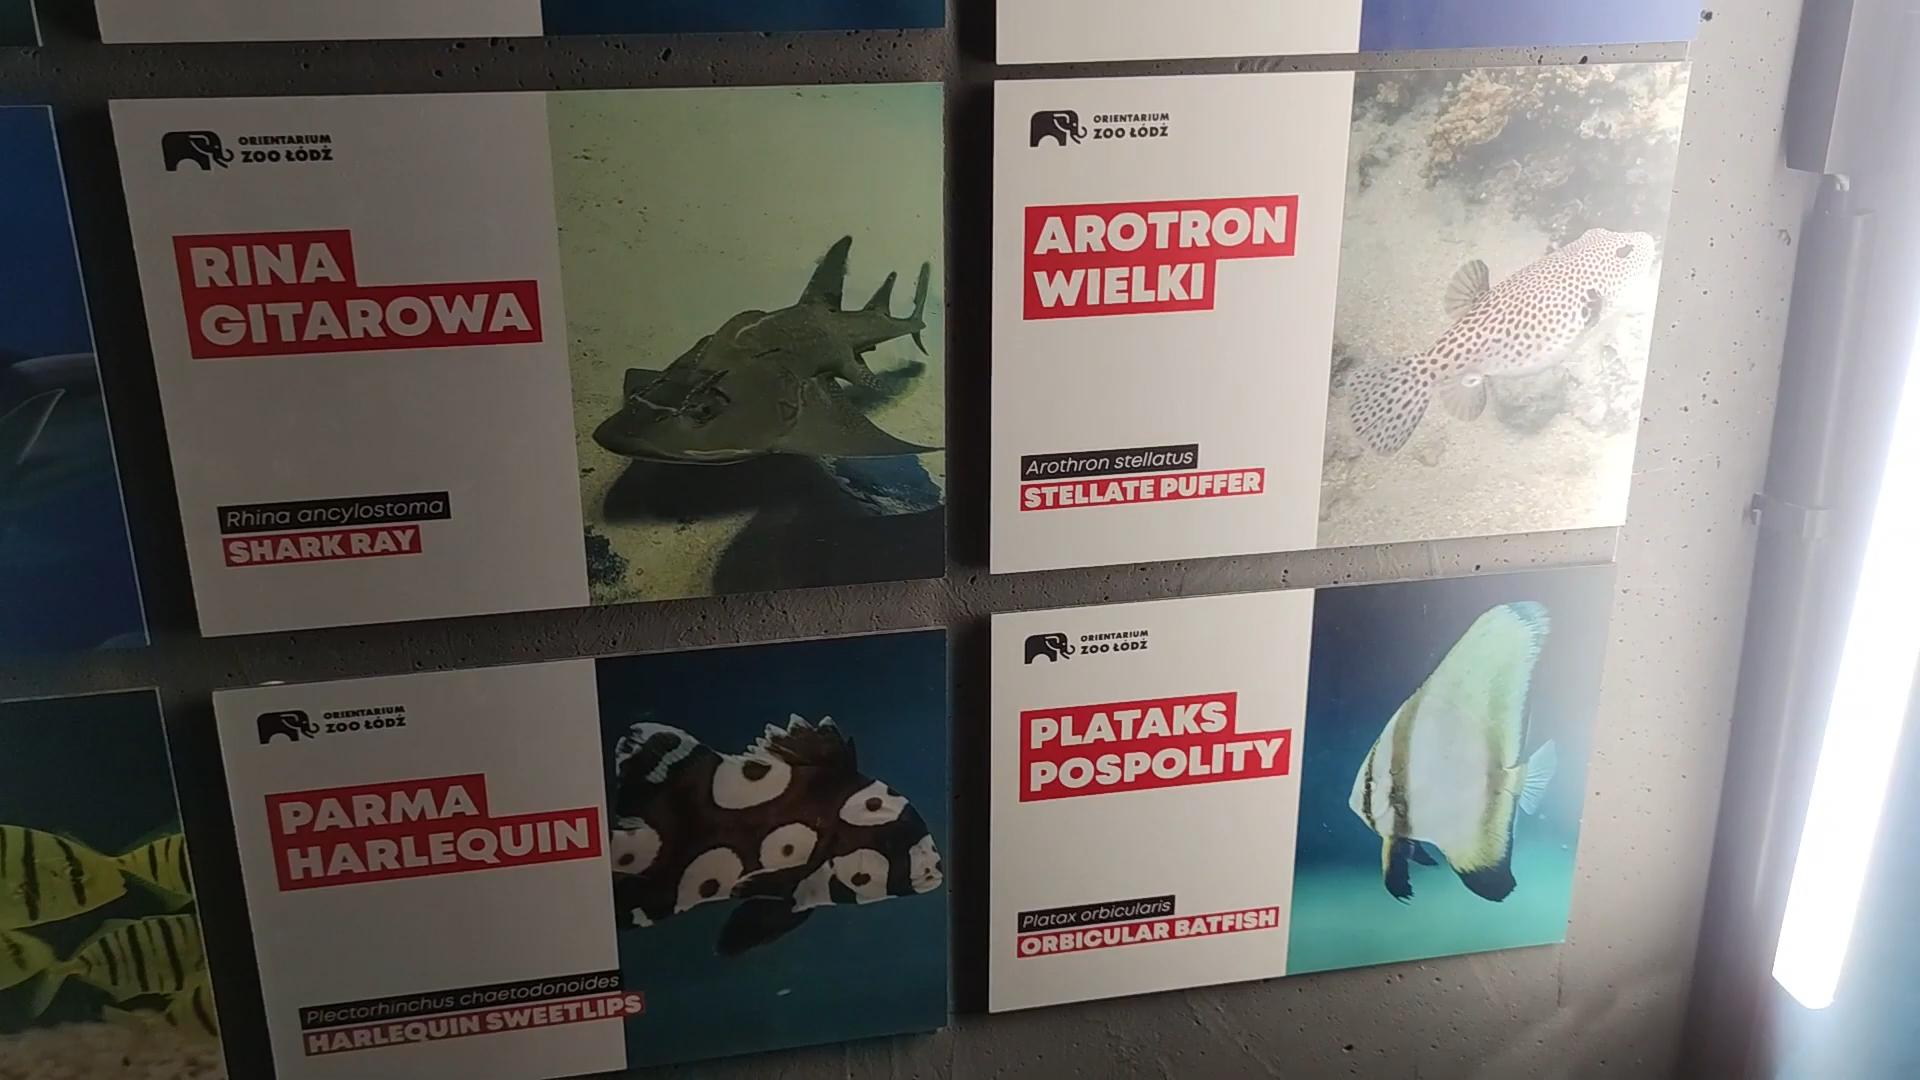 ORIENTARIUM
ZOO ŁÓDŹ
RINA
GITAROWA
Rhina ancylostoma
SHARK RAY
ORIENTARIUM
ZOO ŁÓDŹ
AROTRON
WIELKI
Arothron stellatus
STELLATE PUFFER
ORIENTARIUM
ZOO ŁÓDŹ
PARMA
HARLEQUIN
Plectorhinchus chaetodonoides
HARLEQUIN SWEETLIPS
ORIENTARIUM
ZOO ŁÓDŹ
PLATAKS
POSPOLITY
Platax orbicularis
ORBICULAR BATFISH